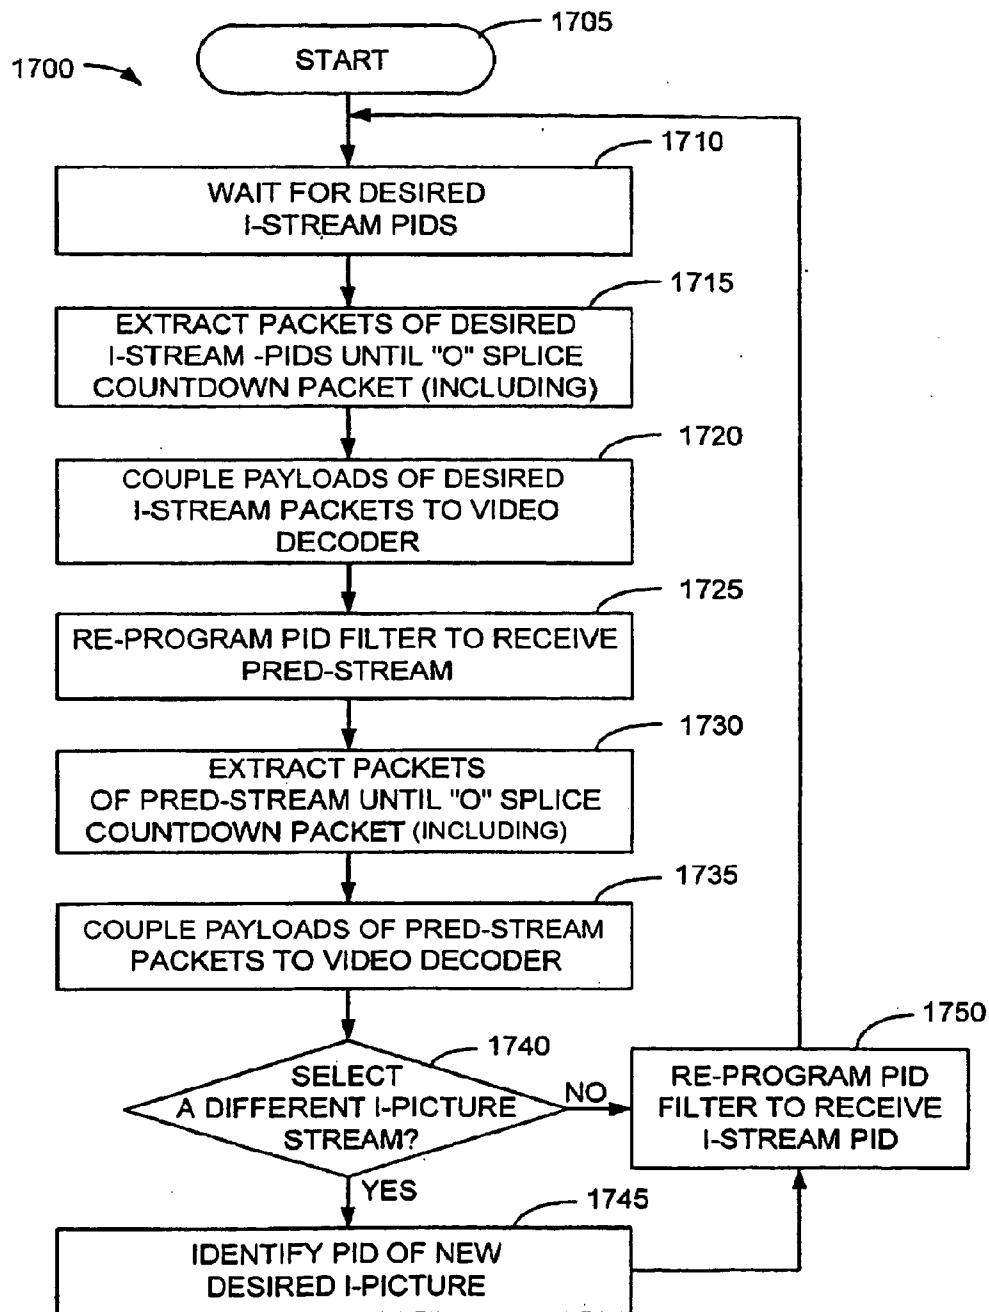 1705
START
1700
1710
WAIT FOR DESIRED
I-STREAM PIDS
1715
EXTRACT PACKETS OF DESIRED
I-STREAM -PIDS UNTIL "O" SPLICE
COUNTDOWN PACKET (INCLUDING)
1720
COUPLE PAYLOADS OF DESIRED
I-STREAM PACKETS TO VIDEO
DECODER
1725
RE-PROGRAM PID FILTER TO RECEIVE
PRED-STREAM
1730
EXTRACT PACKETS
OF PRED-STREAM UNTIL "O" SPLICE
COUNTDOWN PACKET (INCLUDING)
1735
COUPLE PAYLOADS OF PRED-STREAM
PACKETS TO VIDEO DECODER
1740
SELECT
A DIFFERENT I-PICTURE
STREAM?
NO
1750
RE-PROGRAM PID
FILTER TO RECEIVE
I-STREAM PID
YES
1745
IDENTIFY PID OF NEW
DESIRED I-PICTURE